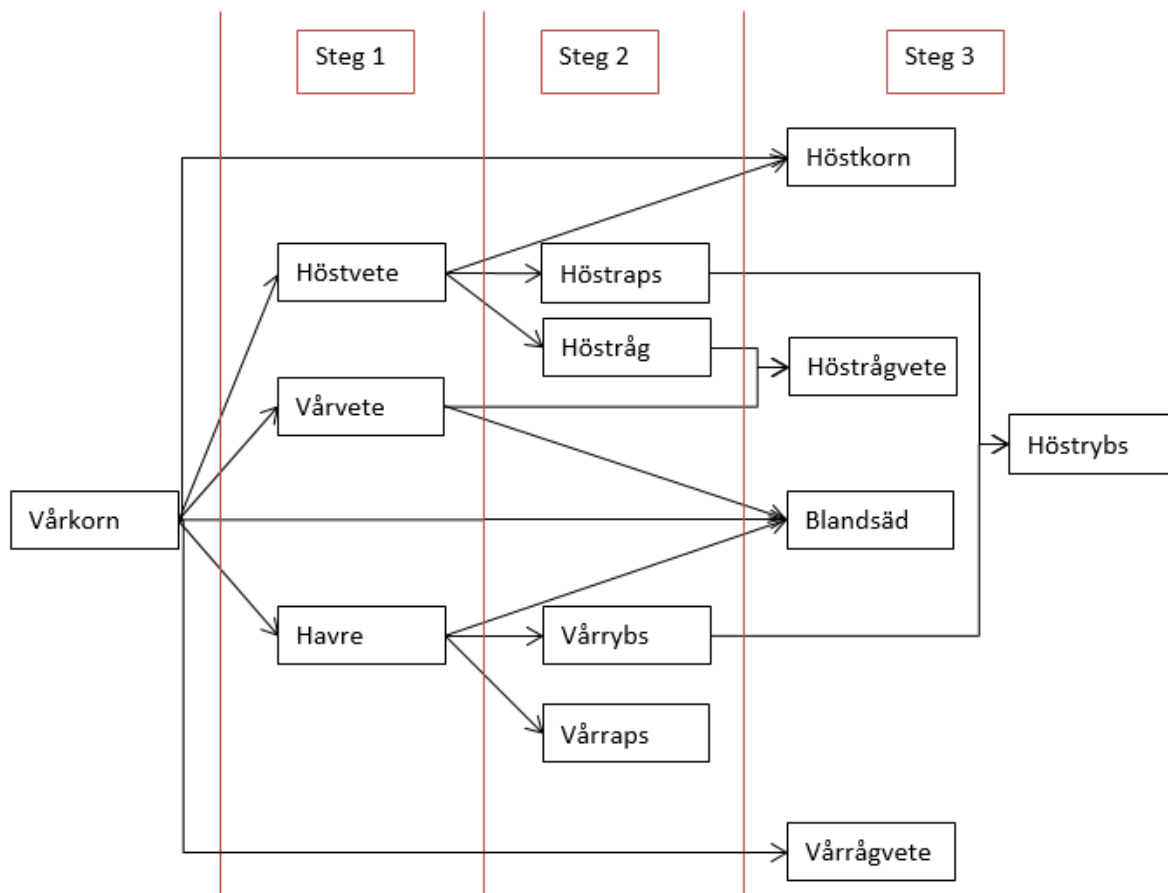 Steg 1
Steg 2
Steg 3
Höstkorn
Höstvete
Höstraps
Höstråg
Höstrågvete
Vårvete
Höstrybs
Vårkorn
Blandsäd
Havre
Vårrybs
Vårraps
Vårrågvete